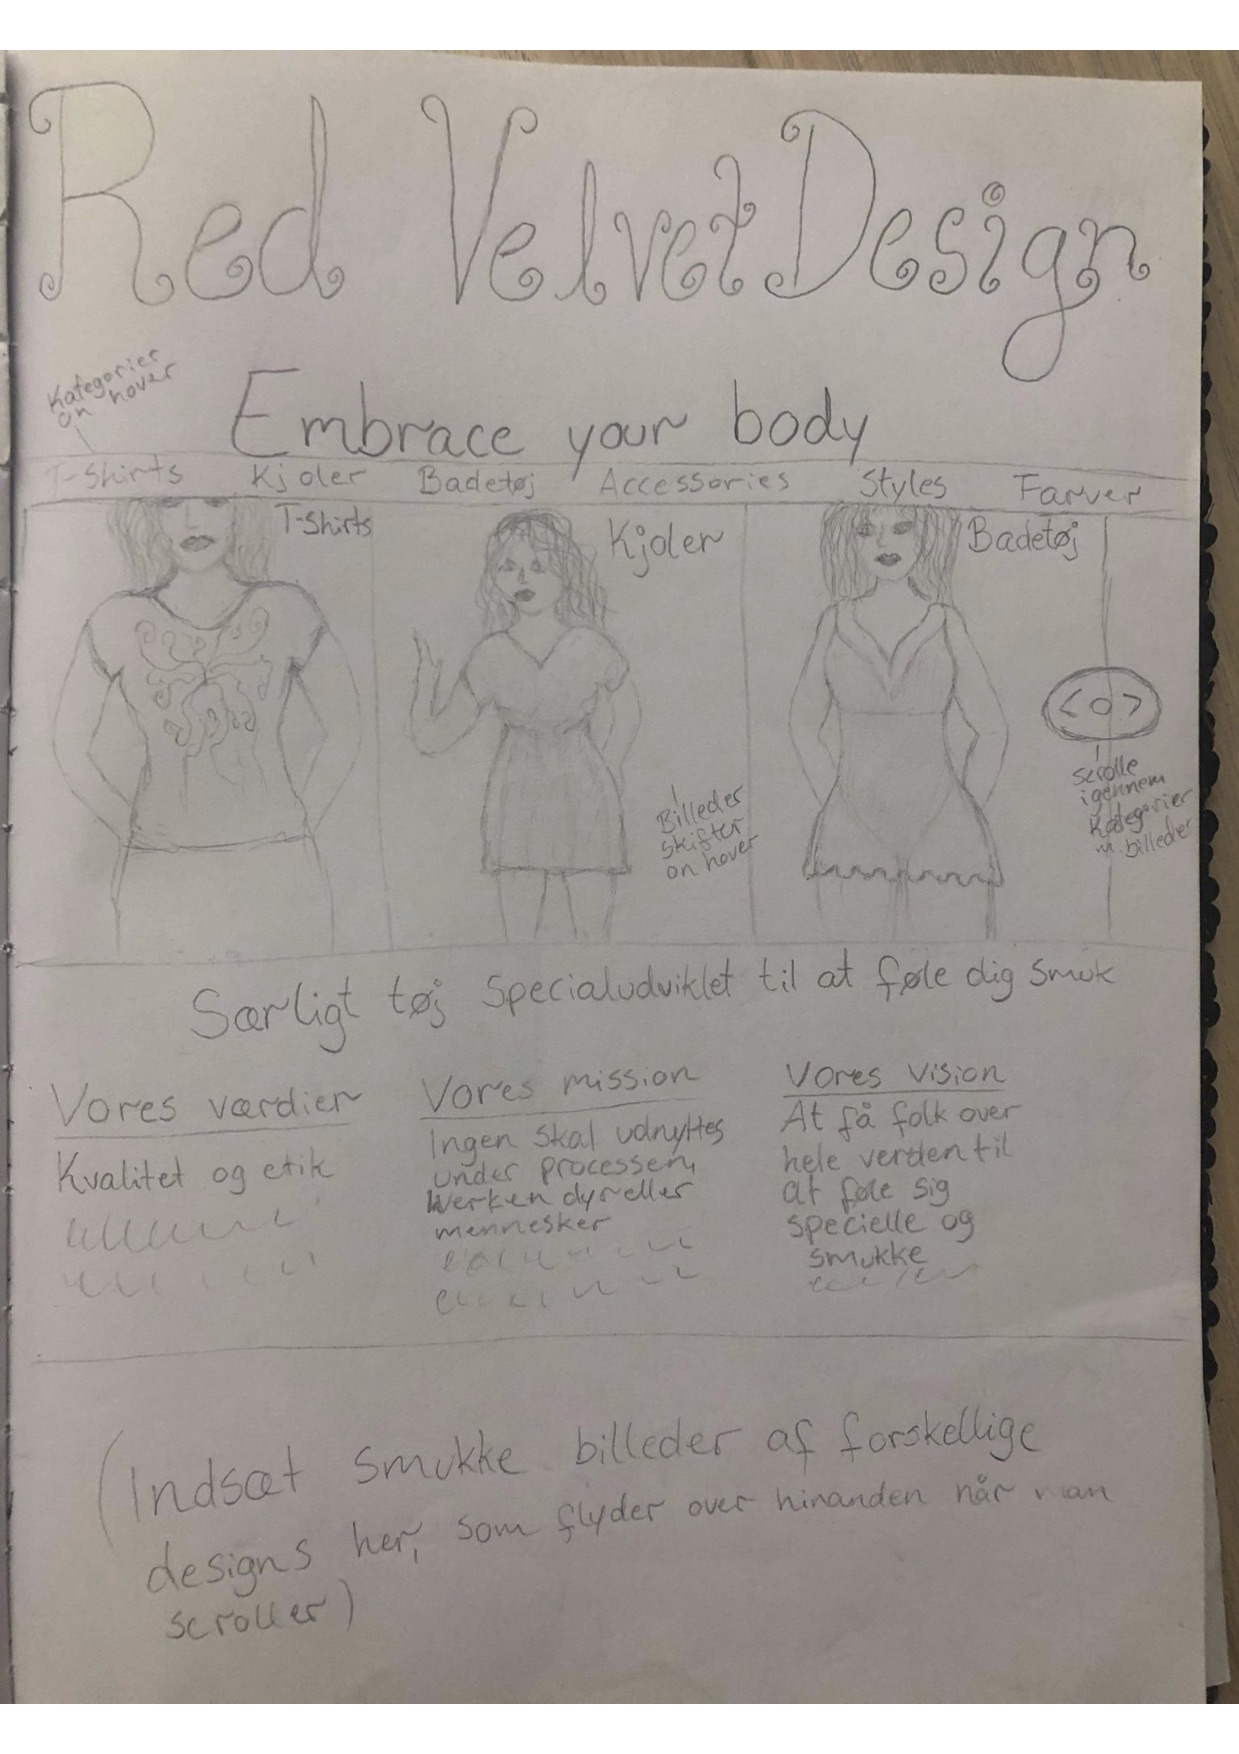 Red Velvet Design
Kategorier
on hover
Embrace your body
T-Shirts Kjoler Badetøj Accessories Styles Farver
T-Shirts
Kjoler
Badetøj
< O >
Scrolle
igennem
Kategorier
m. billeder
Billeder
skifter
on hover
Særligt tøj specialudviklet til at føle dig smuk
Vores værdier
Kvalitet og etik
Vores mission
Ingen skal udnyttes
under processen,
hverken dyr eller
mennesker
Vores vision
At få folk over
hele verden til
at føle sig
specielle og
smukke
(Indsæt smukke billeder af forskellige
designs her, som flyder over hinanden når man
scroller)